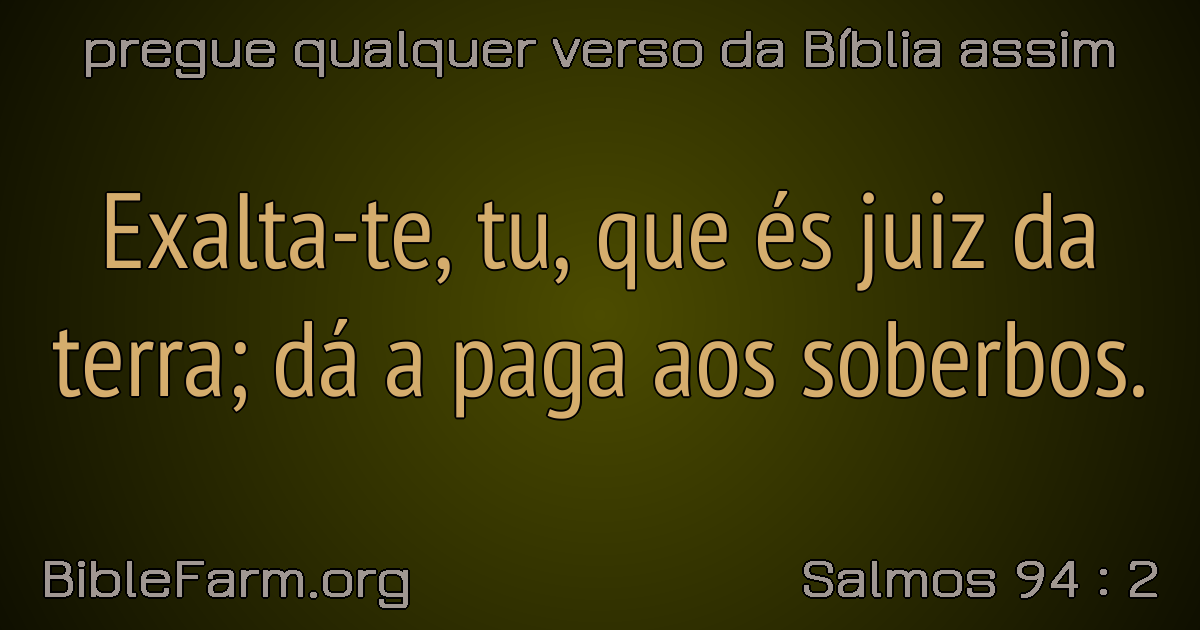 pregue qualquer verso da Bíblia assim
Exalta-te, tu, que és juiz da
terra; dá a paga aos soberbos.
BibleFarm.org
Salmos 94 : 2